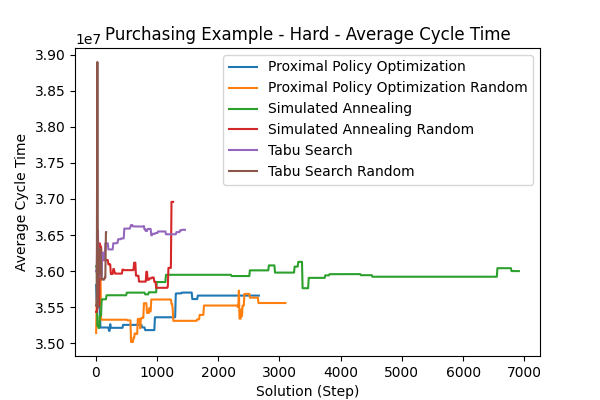 Purchasing Example - Hard - Average Cycle Time
1e7
3.90
3.85
3.80
3.75
3.70
3.65
3.60
3.55
3.50
Average Cycle Time
Proximal Policy Optimization
Proximal Policy Optimization Random
Simulated Annealing
Simulated Annealing Random
Tabu Search
Tabu Search Random
0 1000 2000 3000 4000 5000 6000 7000
Solution (Step)